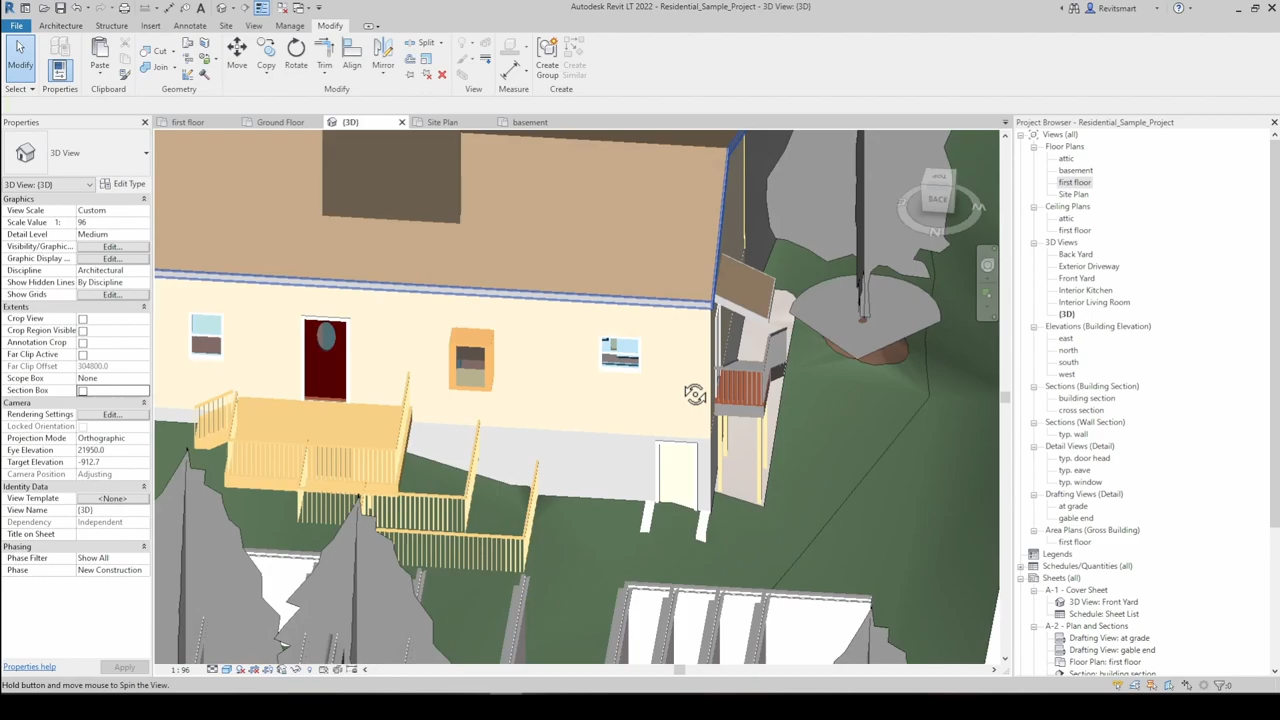 Autodesk Revit LT 2022 - Residential_Sample_Project - 3D View: {3D}
Revitsmart
File
Architecture
Structure
Insert
Annotate
Site
View
Manage
Modify
Modify
Properties
Paste
Cut
Join
Move
Copy
Rotate
Trim
Align
Mirror
Split
Create
Group
Create
Similar
Select
Properties
Clipboard
Geometry
Modify
View
Measure
Create
Properties
first floor
Ground Floor
{3D}
Site Plan
basement
Project Browser - Residential_Sample_Project
3D View
3D View: {3D}
Edit Type
Graphics
View Scale Custom
Scale Value 1: 96
Detail Level Medium
Visibility/Graphic... Edit...
Graphic Display ... Edit...
Discipline Architectural
Show Hidden Lines By Discipline
Show Grids Edit...
Extents
Crop View
Crop Region Visible
Annotation Crop
Far Clip Active
Far Clip Offset 304800.0
Scope Box None
Section Box
Camera
Rendering Settings Edit...
Locked Orientation
Projection Mode Orthographic
Eye Elevation 21950.0
Target Elevation -912.7
Camera Position Adjusting
Identity Data
View Template <None>
View Name {3D}
Dependency Independent
Title on Sheet
Phasing
Phase Filter Show All
Phase New Construction
Properties help
Apply
BACK
N
1 : 96
Views (all)
Floor Plans
attic
basement
first floor
Site Plan
Ceiling Plans
attic
first floor
3D Views
Back Yard
Exterior Driveway
Front Yard
Interior Kitchen
Interior Living Room
{3D}
Elevations (Building Elevation)
east
north
south
west
Sections (Building Section)
building section
cross section
Sections (Wall Section)
typ. wall
Detail Views (Detail)
typ. door head
typ. eave
typ. window
Drafting Views (Detail)
at grade
gable end
Area Plans (Gross Building)
first floor
Legends
Schedules/Quantities (all)
Sheets (all)
A-1 - Cover Sheet
3D View: Front Yard
Schedule: Sheet List
A-2 - Plan and Sections
Drafting View: at grade
Drafting View: gable end
Floor Plan: first floor
Section: building section
Hold button and move mouse to Spin the View.
:0